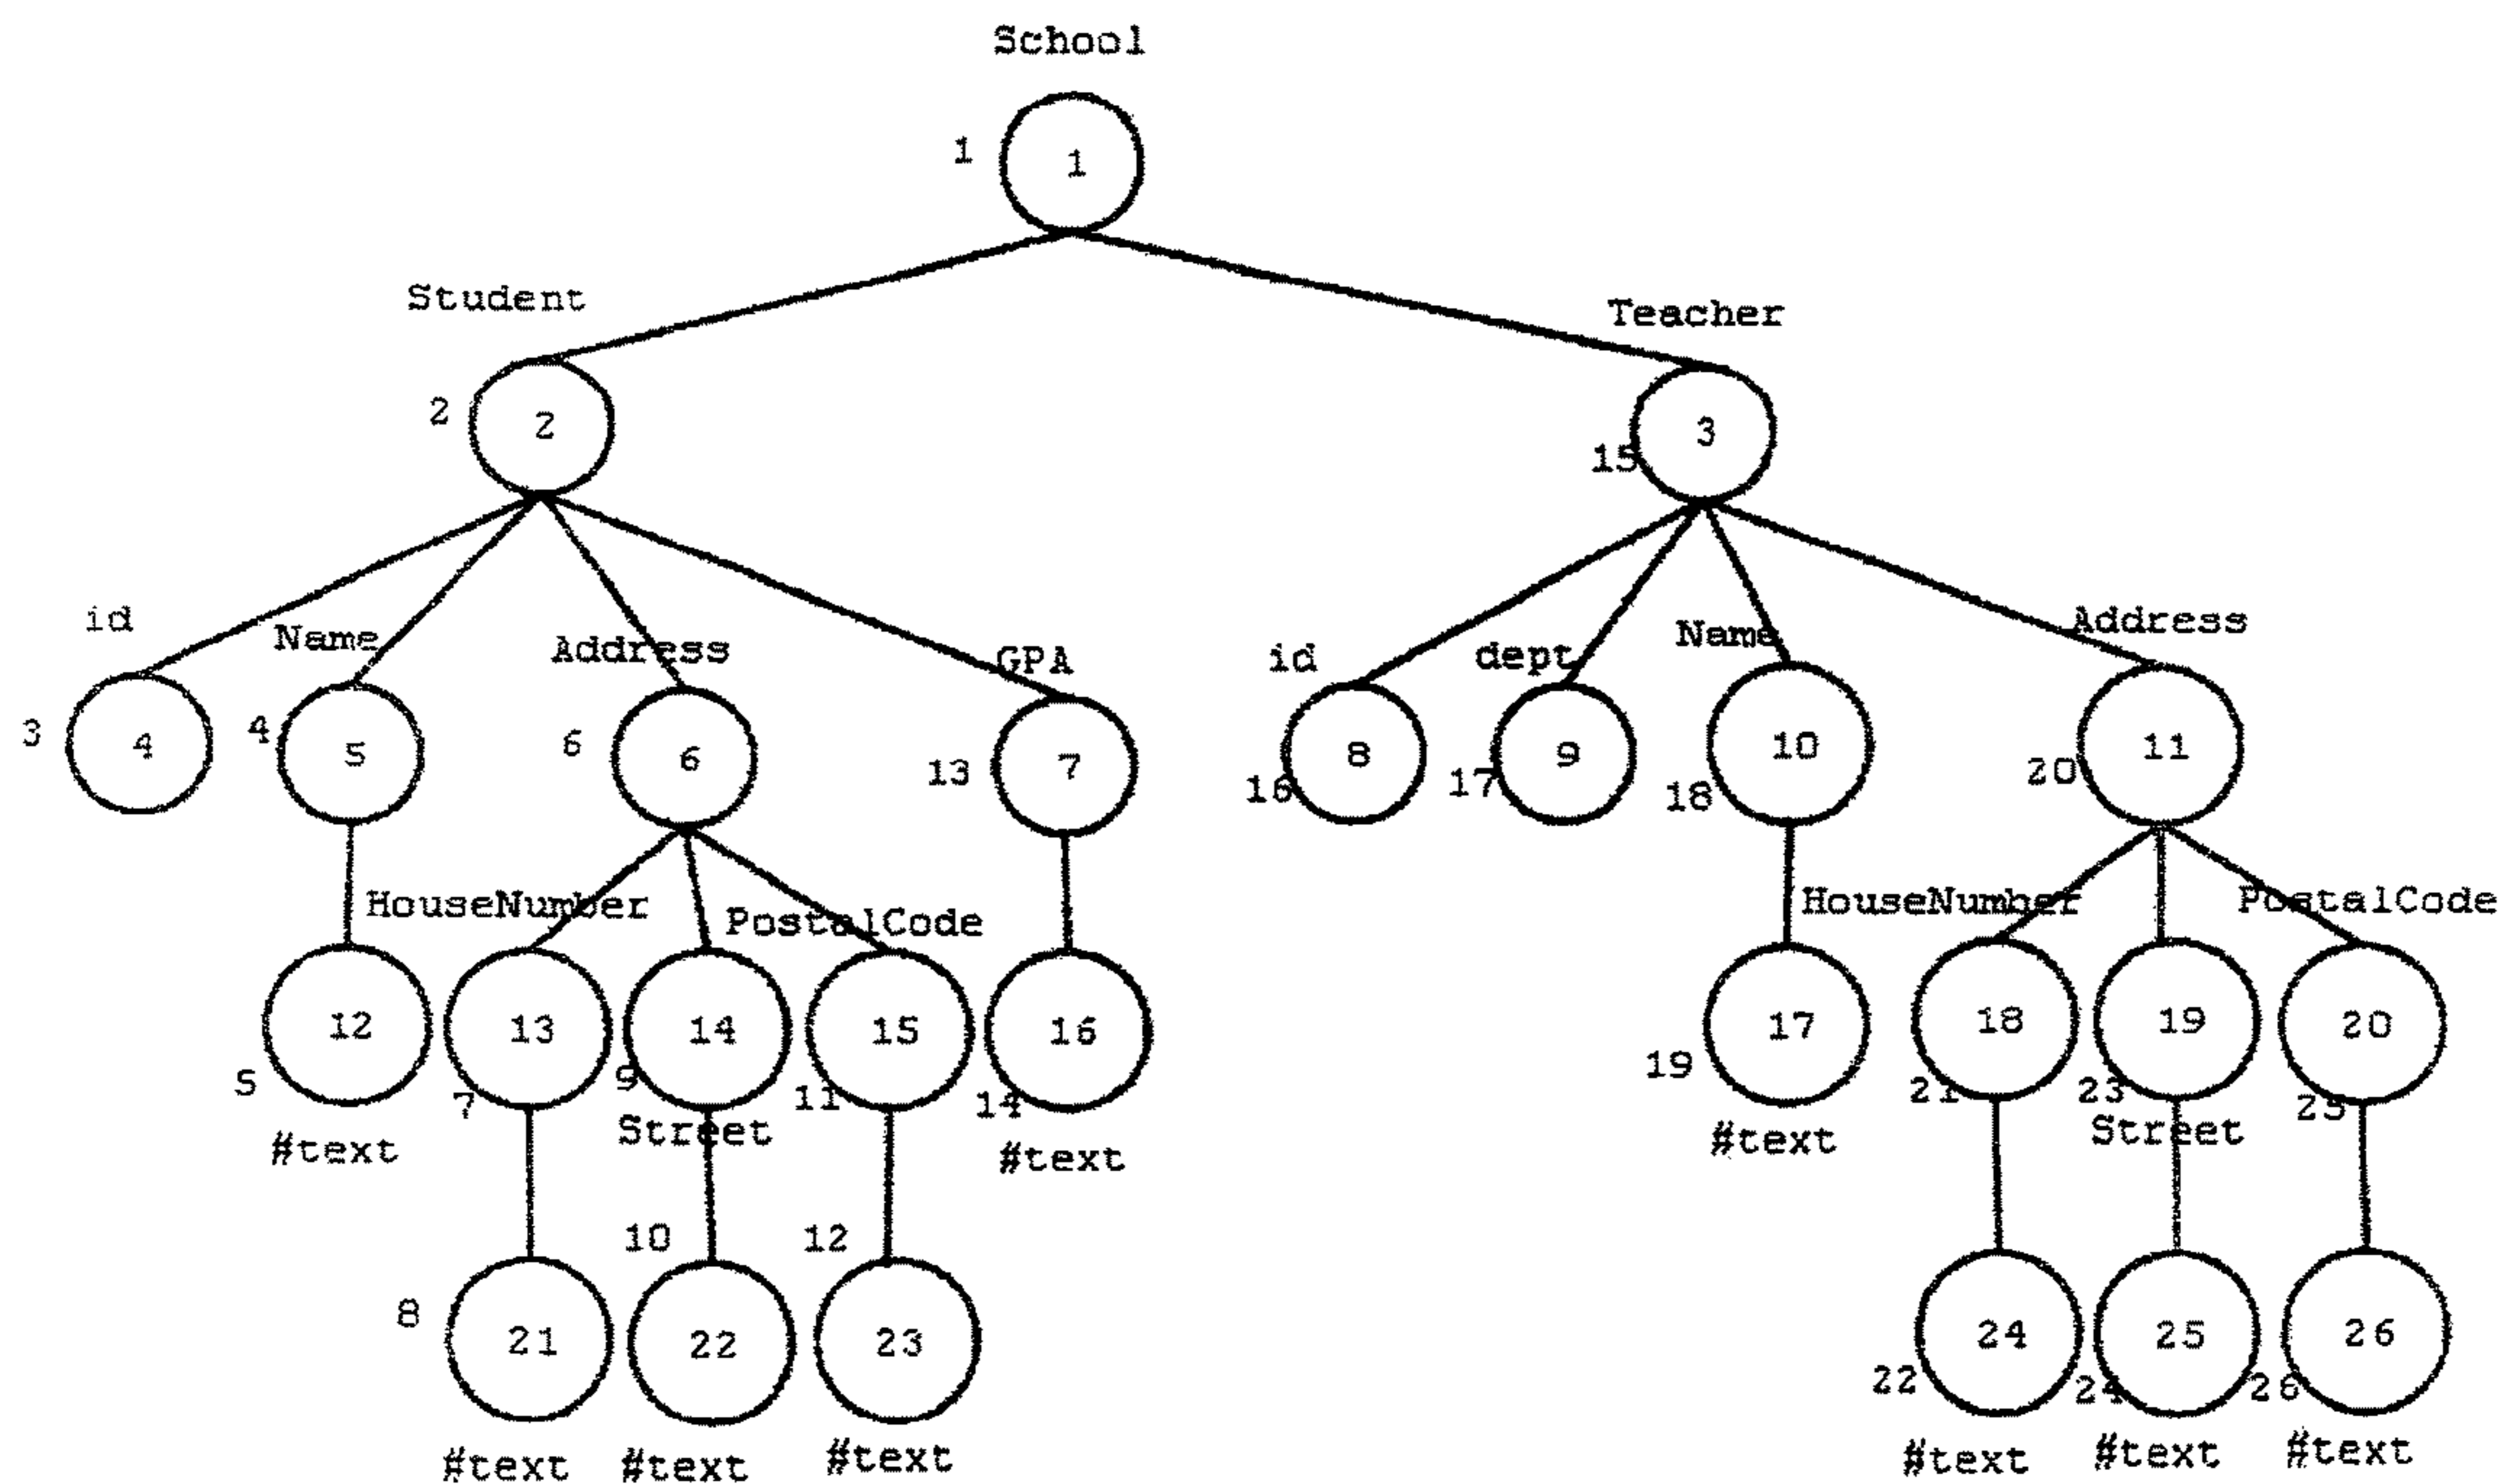 School
1 1
Student
Teacher
2 2
15 3
id Name Address GPA
id dept Name Address
3 4 4 5 6 6 13 7
16 8 17 9 18 10 20 11
HouseNumber PostalCode
HouseNumber PostalCode
12 13 14 15 16
17 18 19 20
5 7 9 11 14
19 21 23 25
#text Street #text
#text Street
10 12
8 21 22 23
24 25 26
22 24 26
#text #text #text
#text #text #text